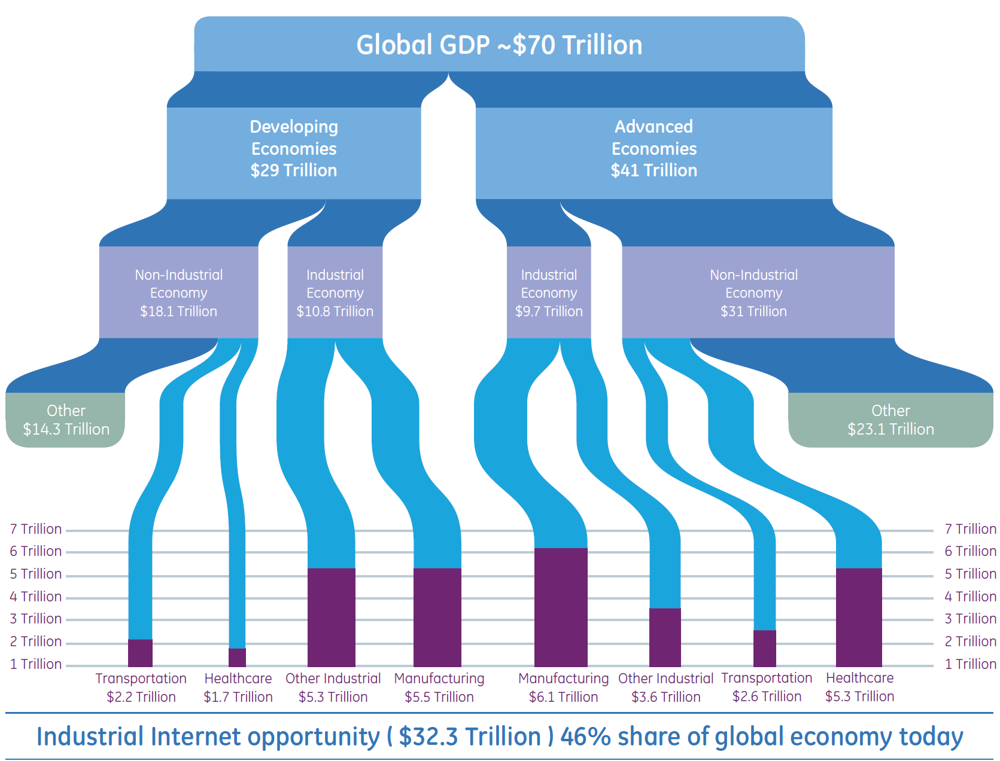 Global GDP ~$70 Trillion
Developing
Economies
$29 Trillion
Advanced
Economies
$41 Trillion
Non-Industrial
Economy
$18.1 Trillion
Industrial
Economy
$10.8 Trillion
Industrial
Economy
$9.7 Trillion
Non-Industrial
Economy
$31 Trillion
Other
$14.3 Trillion
Other
$23.1 Trillion
7 Trillion
6 Trillion
5 Trillion
4 Trillion
3 Trillion
2 Trillion
1 Trillion
7 Trillion
6 Trillion
5 Trillion
4 Trillion
3 Trillion
2 Trillion
1 Trillion
Transportation
$2.2 Trillion
Healthcare
$1.7 Trillion
Other Industrial
$5.3 Trillion
Manufacturing
$5.5 Trillion
Manufacturing
$6.1 Trillion
Other Industrial
$3.6 Trillion
Transportation
$2.6 Trillion
Healthcare
$5.3 Trillion
Industrial Internet opportunity ( $32.3 Trillion ) 46% share of global economy today